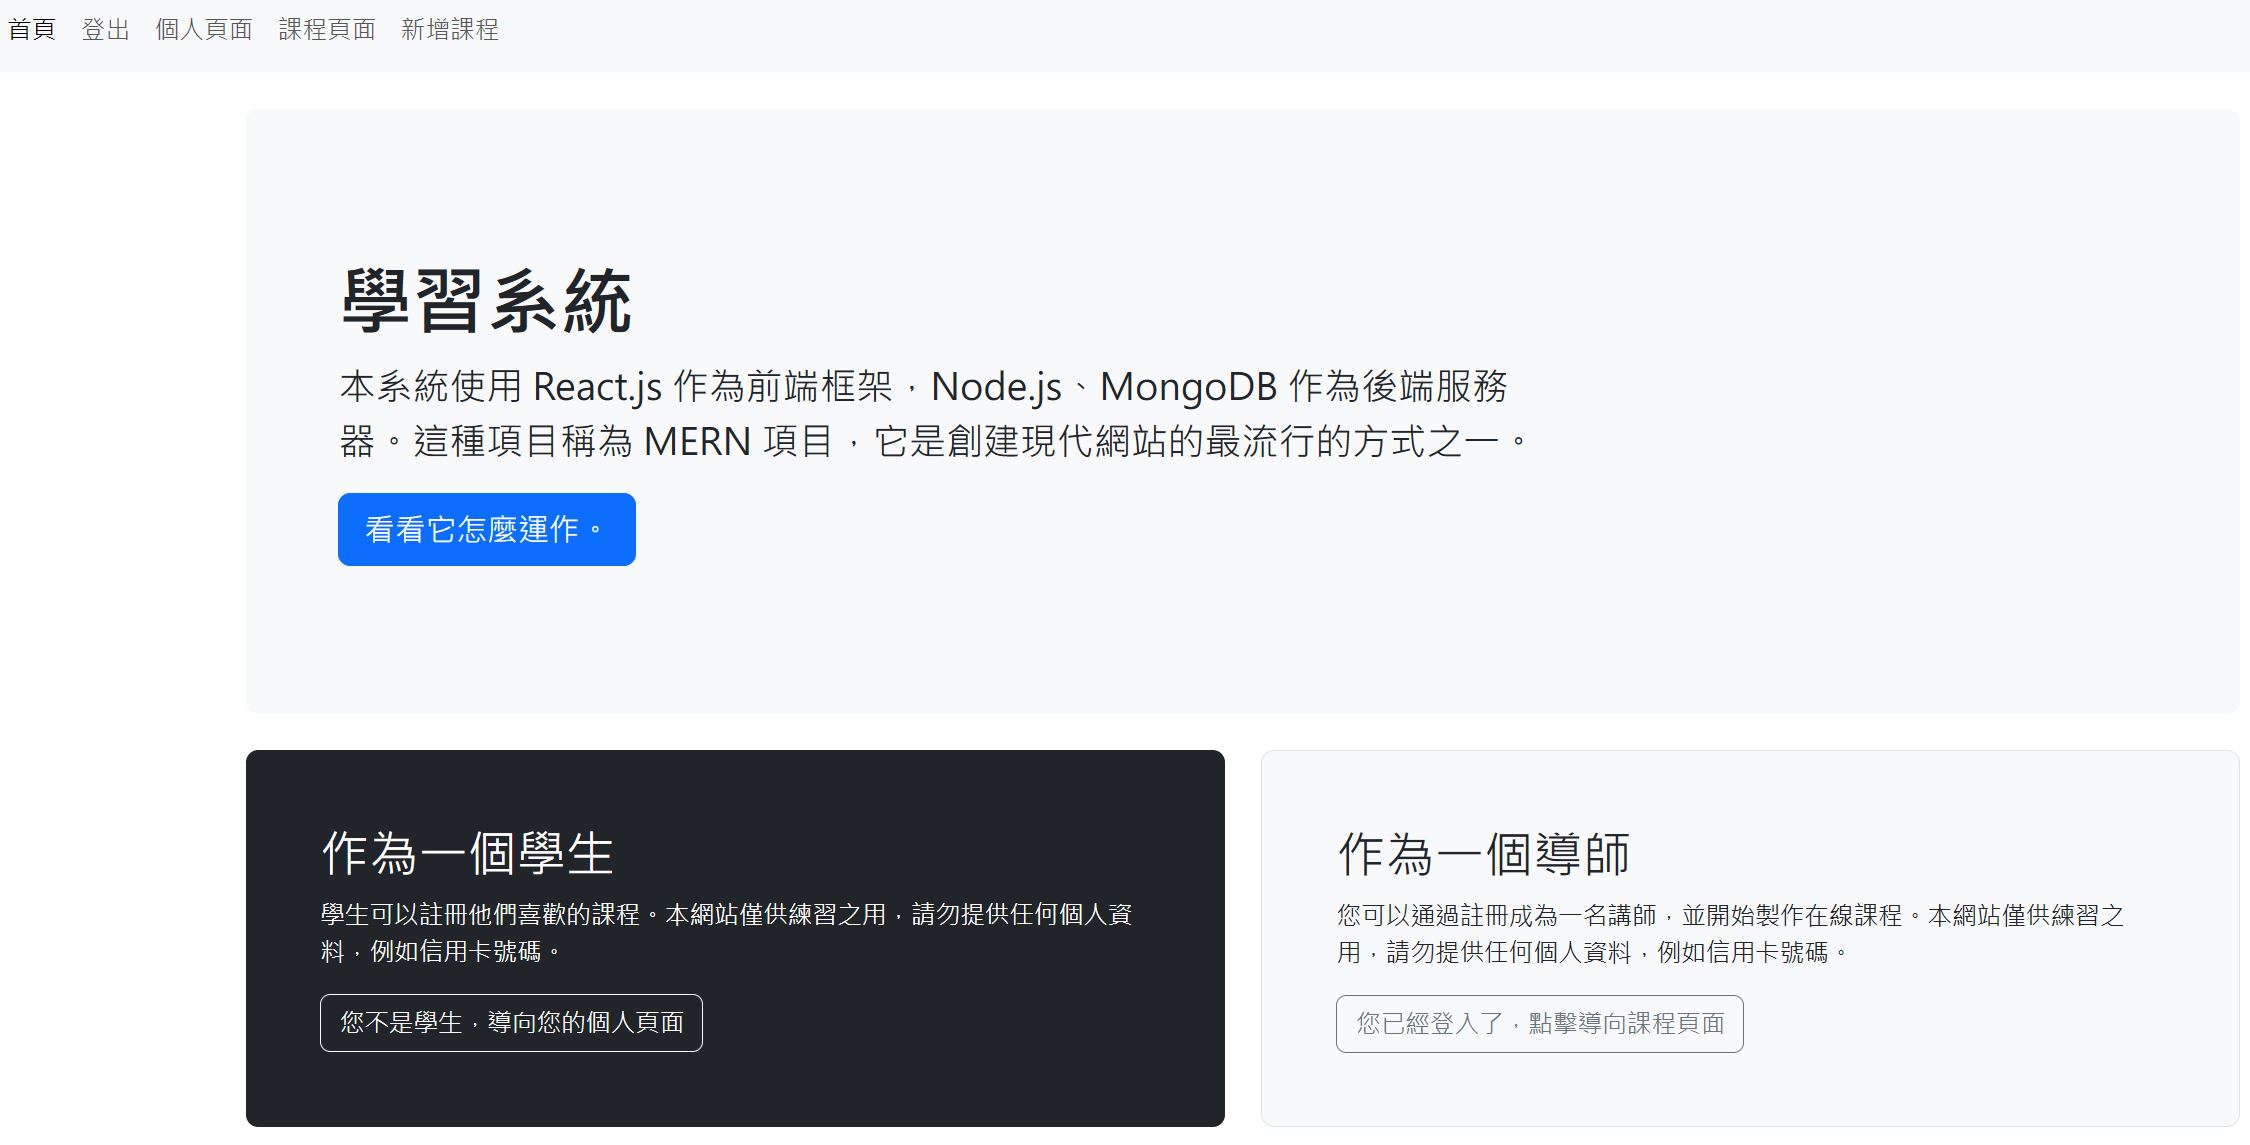 首頁 登出 個人頁面 課程頁面 新增課程
學習系統
本系統使用 React.js 作為前端框架，Node.js、MongoDB 作為後端服務
器。這種項目稱為 MERN 項目，它是創建現代網站的最流行的方式之一。
看看它怎麼運作。
作為一個學生
學生可以註冊他們喜歡的課程。本網站僅供練習之用，請勿提供任何個人資
料，例如信用卡號碼。
您不是學生，導向您的個人頁面
作為一個導師
您可以通過註冊成為一名講師，並開始製作在線課程。本網站僅供練習之
用，請勿提供任何個人資料，例如信用卡號碼。
您已經登入了，點擊導向課程頁面